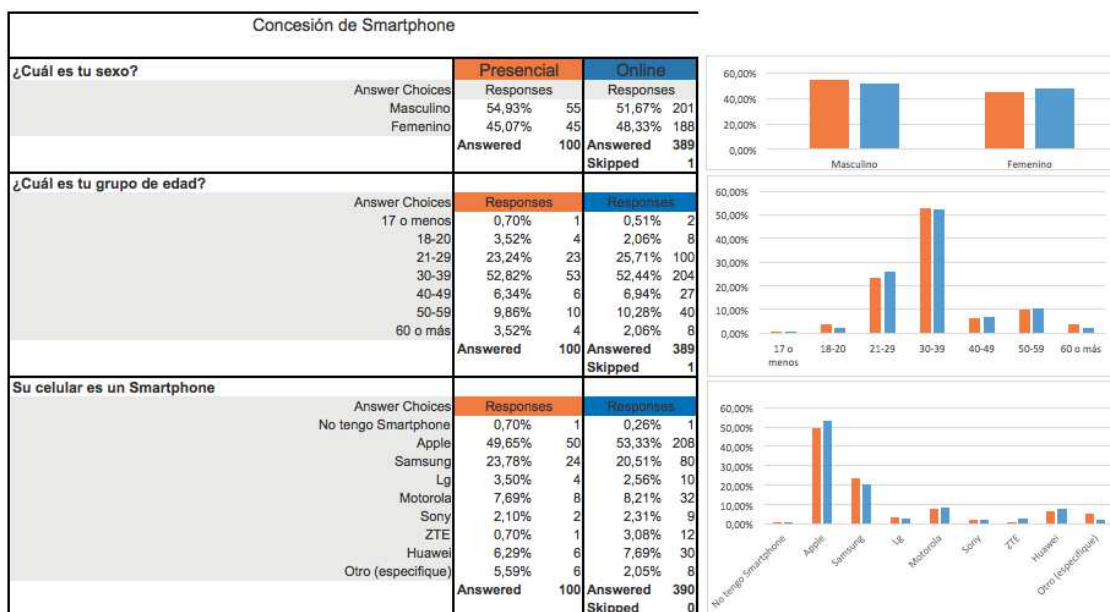 Concesión de Smartphone
¿Cuál es tu sexo? Presencial Online
Answer Choices Responses Responses
Masculino 54,93% 55 51,67% 201
Femenino 45,07% 45 48,33% 188
Answered 100 Answered 389
Skipped 1
60,00%
40,00%
20,00%
0,00%
Masculino Femenino
¿Cuál es tu grupo de edad?
Answer Choices Responses Responses
17 o menos 0,70% 1 0,51% 2
18-20 3,52% 4 2,06% 8
21-29 23,24% 23 25,71% 100
30-39 52,82% 53 52,44% 204
40-49 6,34% 6 6,94% 27
50-59 9,86% 10 10,28% 40
60 o más 3,52% 4 2,06% 8
Answered 100 Answered 389
Skipped 1
60,00%
50,00%
40,00%
30,00%
20,00%
10,00%
0,00%
17 o menos 18-20 21-29 30-39 40-49 50-59 60 o más
Su celular es un Smartphone
Answer Choices Responses Responses
No tengo Smartphone 0,70% 1 0,26% 1
Apple 49,65% 50 53,33% 208
Samsung 23,78% 24 20,51% 80
Lg 3,50% 4 2,56% 10
Motorola 7,69% 8 8,21% 32
Sony 2,10% 2 2,31% 9
ZTE 0,70% 1 3,08% 12
Huawei 6,29% 6 7,69% 30
Otro (especifique) 5,59% 6 2,05% 8
Answered 100 Answered 390
Skipped 0
60,00%
50,00%
40,00%
30,00%
20,00%
10,00%
0,00%
No tengo Smartphone Apple Samsung Lg Motorola Sony ZTE Huawei Otro (especifique)